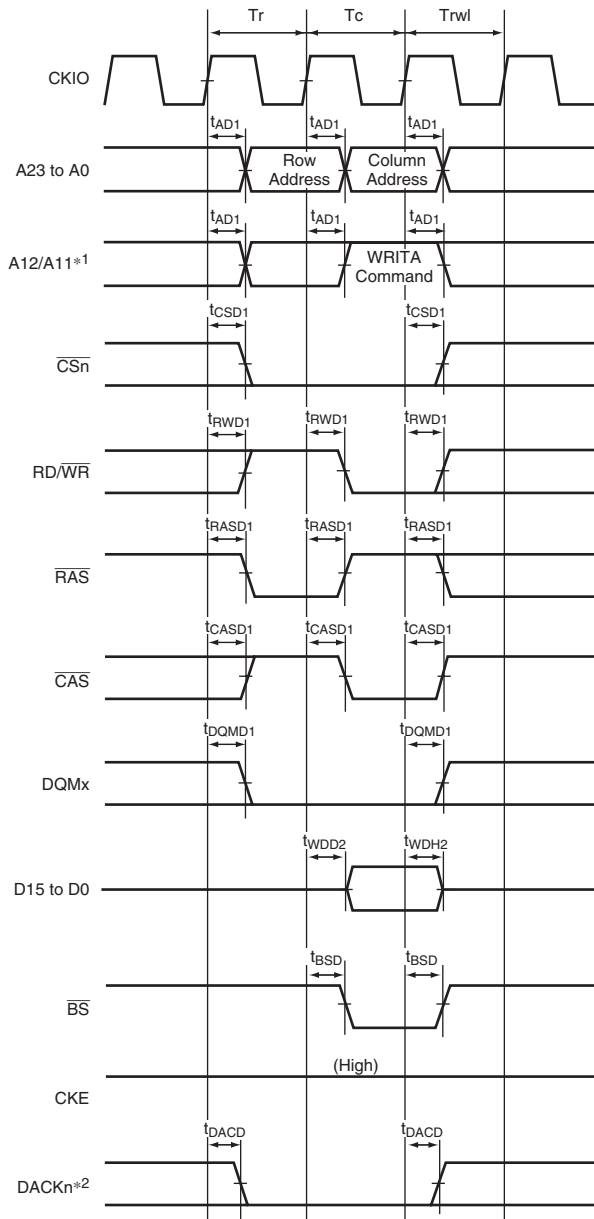 Tr Tc Trwl
CKIO
tAD1 tAD1 tAD1
A23 to A0
Row Address
Column Address
tAD1 tAD1 tAD1
A12/A11*1
WRITA Command
tCSD1 tCSD1
CSn
tRWD1 tRWD1 tRWD1
RD/WR
tRASD1 tRASD1 tRASD1
RAS
tCASD1 tCASD1 tCASD1
CAS
tDQMD1 tDQMD1
DQMx
tWDD2 tWDH2
D15 to D0
tBSD tBSD
BS
(High)
CKE
tDACD tDACD
DACKn*2